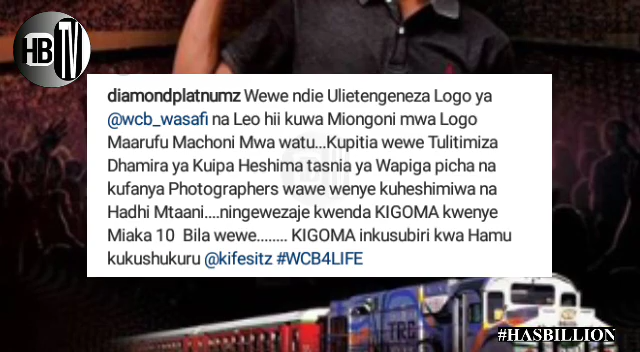 HB TV
diamondplatnumz Wewe ndie Ulietengeneza Logo ya
@wcb_wasafi na Leo hii kuwa Miongoni mwa Logo
Maarufu Machoni Mwa watu...Kupitia wewe Tulitimiza
Dhamira ya Kuipa Heshima tasnia ya Wapiga picha na
kufanya Photographers wawe wenye kuheshimiwa na
Hadhi Mtaani....ningewezaje kwenda KIGOMA kwenye
Miaka 10 Bila wewe........ KIGOMA inkusubiri kwa Hamu
kukushukuru @kifesitz #WCB4LIFE
TRC
#HASBILLION